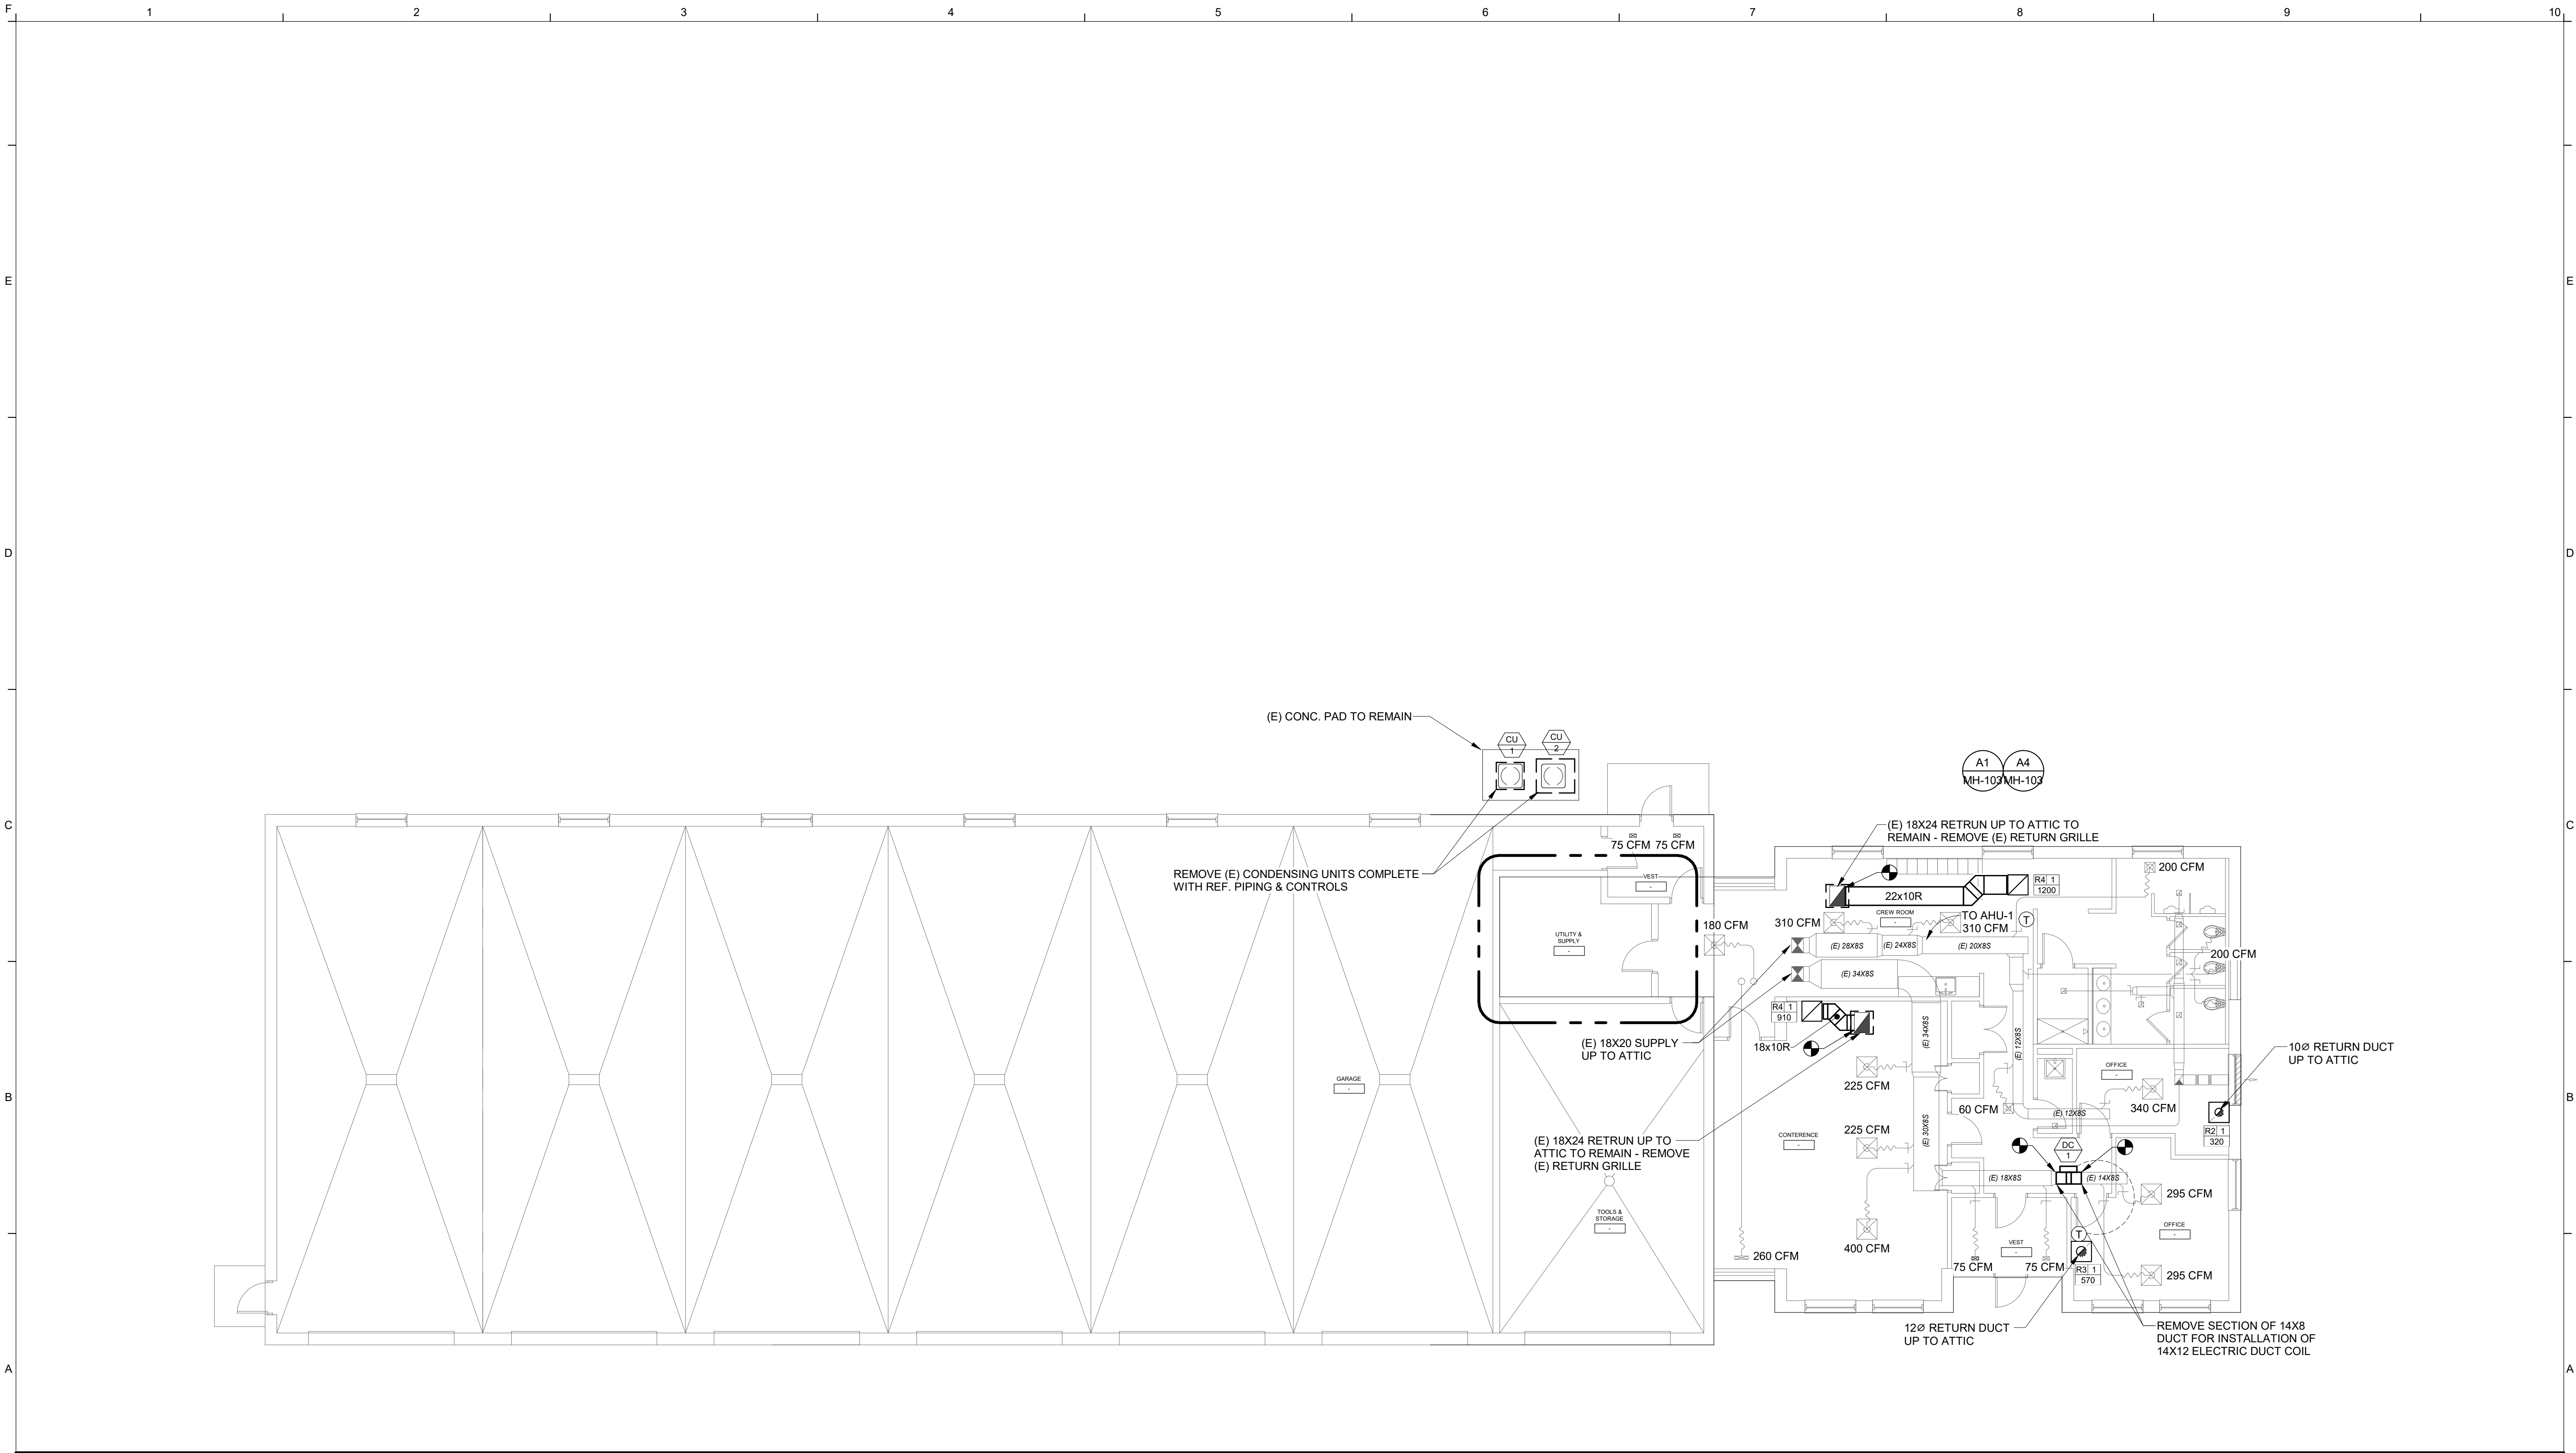 F
1
2
3
4
5
6
7
8
9
10
E
E
D
D
(E) CONC. PAD TO REMAIN
CU
1
CU
2
A1
MH-103
A4
MH-103
C
C
(E) 18X24 RETRUN UP TO ATTIC TO
REMAIN - REMOVE (E) RETURN GRILLE
75 CFM
75 CFM
200 CFM
REMOVE (E) CONDENSING UNITS COMPLETE
WITH REF. PIPING & CONTROLS
VEST
-
R4 1
1200
22x10R
CREW ROOM
-
TO AHU-1
T
310 CFM
310 CFM
180 CFM
UTILITY &
SUPPLY
-
(E) 28X8S
(E) 24X8S
(E) 20X8S
200 CFM
(E) 34X8S
R4 1
910
(E) 34X8S
(E) 12X8S
(E) 18X20 SUPPLY
UP TO ATTIC
18x10R
10Ø RETURN DUCT
UP TO ATTIC
OFFICE
-
GARAGE
-
225 CFM
B
B
60 CFM
340 CFM
(E) 12X8S
(E) 30X8S
R2 1
320
(E) 18X24 RETRUN UP TO
ATTIC TO REMAIN - REMOVE
(E) RETURN GRILLE
CONTERENCE
-
225 CFM
DC
1
(E) 18X8S
(E) 14X8S
295 CFM
TOOLS &
STORAGE
-
OFFICE
-
T
400 CFM
260 CFM
VEST
-
75 CFM
75 CFM
R3 1
570
295 CFM
12Ø RETURN DUCT
UP TO ATTIC
REMOVE SECTION OF 14X8
DUCT FOR INSTALLATION OF
14X12 ELECTRIC DUCT COIL
A
A